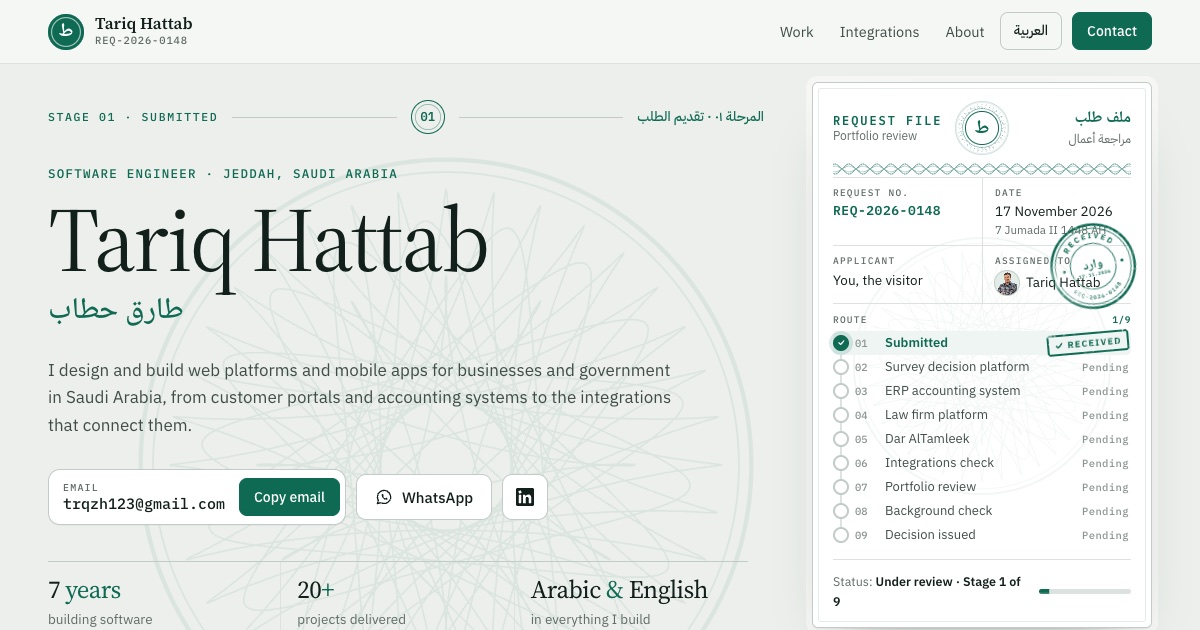 ط
Tariq Hattab
REQ-2026-0148
Work
Integrations
About
العربية
Contact
STAGE 01 · SUBMITTED
01
المرحلة ٠١ · تقديم الطلب
SOFTWARE ENGINEER · JEDDAH, SAUDI ARABIA
Tariq Hattab
طارق حطاب
I design and build web platforms and mobile apps for businesses and government
in Saudi Arabia, from customer portals and accounting systems to the integrations
that connect them.
EMAIL
trqzh123@gmail.com
Copy email
WhatsApp
7 years
building software
20+
projects delivered
Arabic & English
in everything I build
REQUEST FILE
Portfolio review
ط
ملف طلب
مراجعة أعمال
REQUEST NO.
REQ-2026-0148
DATE
17 November 2026
7 Jumada II 1448 AH
APPLICANT
You, the visitor
ASSIGNED TO
Tariq Hattab
RECEIVED
وارد
ROUTE
1/9
01 Submitted RECEIVED
02 Survey decision platform Pending
03 ERP accounting system Pending
04 Law firm platform Pending
05 Dar AlTamleek Pending
06 Integrations check Pending
07 Portfolio review Pending
08 Background check Pending
09 Decision issued Pending
Status: Under review · Stage 1 of
9